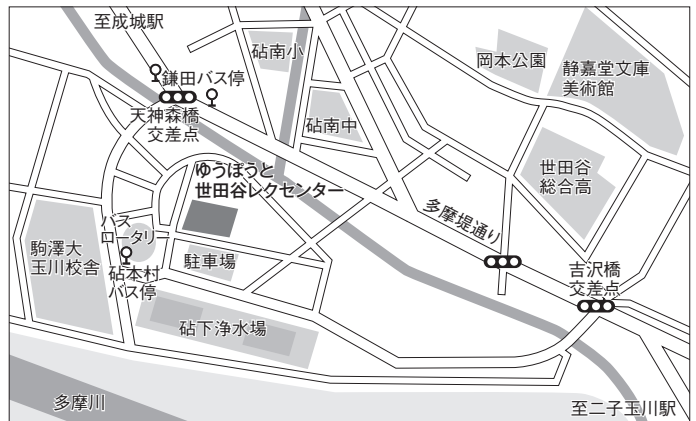 至成城駅
砧南小
鎌田バス停
天神森橋
交差点
砧南中
岡本公園
静嘉堂文庫
美術館
世田谷
総合高
ゆうぽうと
世田谷レクセンター
多摩堤通り
バス
ロータリー
駒澤大
玉川校舎
砧本村
バス停
駐車場
吉沢橋
交差点
砧下浄水場
多摩川
至二子玉川駅